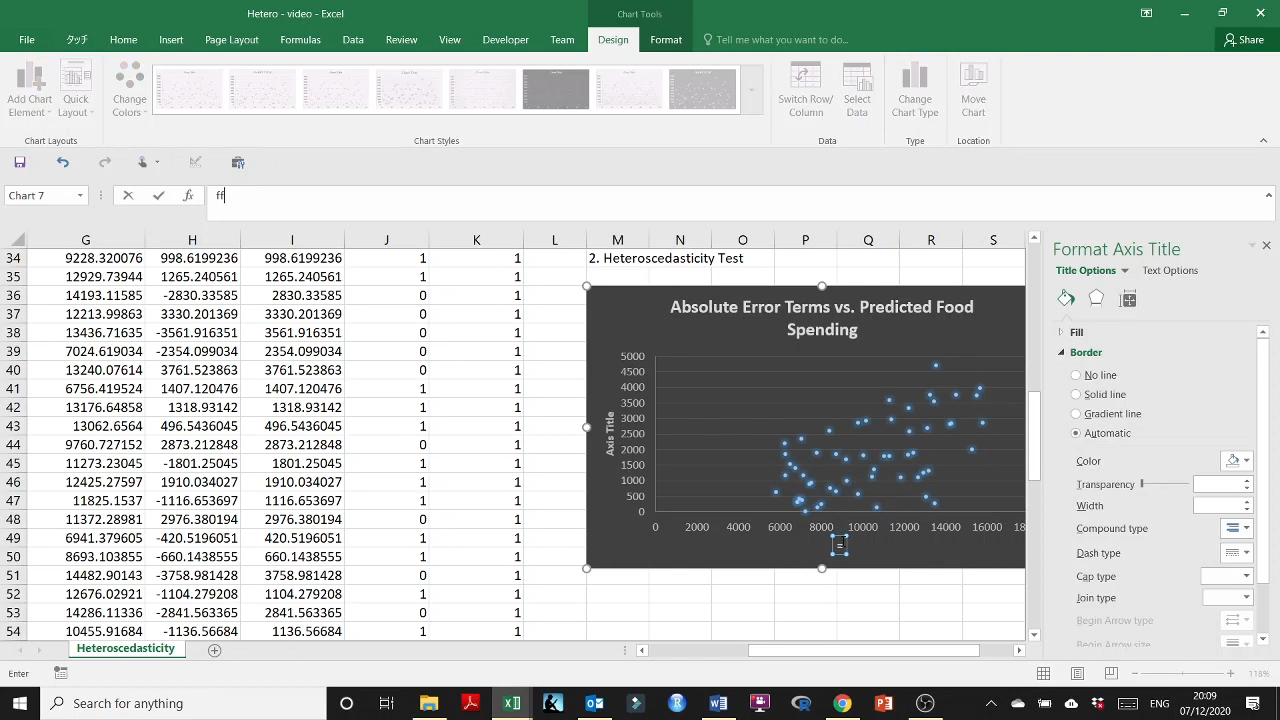 Hetero - video - Excel
Chart Tools
File タッチ Home Insert Page Layout Formulas Data Review View Developer Team Design Format Tell me what you want to do... Share
Add Chart Element Quick Layout Change Colors Switch Row/ Column Select Data Change Chart Type Move Chart
Chart Layouts Chart Styles Data Type Location
Chart 7 fx ff
G H I J K L M N O P Q R S
34 9228.320076 998.6199236 998.6199236 1 1 2. Heteroscedasticity Test
35 12929.73944 1265.240561 1265.240561 1 1
36 14193.11585 -2830.33585 2830.33585 0 1
37 12213.99863 3330.201369 3330.201369 0 1
38 13436.71635 -3561.916351 3561.916351 0 1
39 7024.619034 -2354.099034 2354.099034 0 1
40 13240.07614 3761.523863 3761.523863 0 1
41 6756.419524 1407.120476 1407.120476 1 1
42 13176.64858 1318.93142 1318.93142 1 1
43 13062.6564 496.5436045 496.5436045 1 1
44 9760.727152 2873.212848 2873.212848 0 1
45 11273.23045 -1801.25045 1801.25045 1 1
46 12425.27597 1910.034027 1910.034027 1 1
47 11825.1537 -1116.653697 1116.653697 1 1
48 11372.28981 2976.380194 2976.380194 0 1
49 6941.379605 -420.5196051 420.5196051 1 1
50 8693.103855 -660.1438555 660.1438555 1 1
51 14482.90143 -3758.981428 3758.981428 0 1
52 12676.02921 -1104.279208 1104.279208 1 1
53 14286.11336 -2841.563365 2841.563365 0 1
54 10455.91684 -1136.56684 1136.56684 1 1
Absolute Error Terms vs. Predicted Food
Spending
5000
4500
4000
3500
3000
2500
2000
1500
1000
500
0
Axis Title
0 2000 4000 6000 8000 10000 12000 14000 16000 18
Format Axis Title
Title Options Text Options
Fill
Border
No line
Solid line
Gradient line
Automatic
Color
Transparency
Width
Compound type
Dash type
Cap type
Join type
Begin Arrow type
Begin Arrow size
Heteroscedasticity
Enter 118%
Search for anything
ENG
20:09
07/12/2020